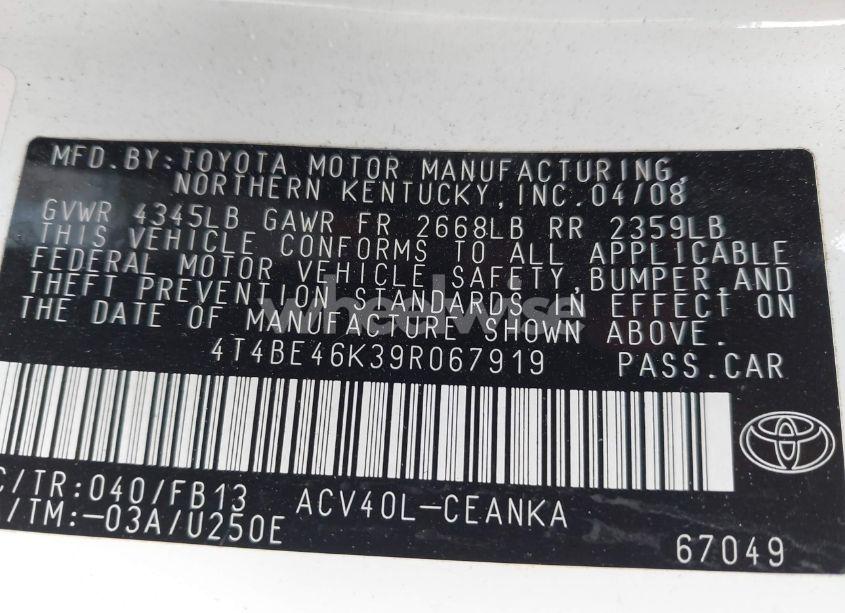 MFD.BY:TOYOTA MOTOR MANUFACTURING,
NORTHERN KENTUCKY,INC.04/08
GVWR 4345LB GAWR FR 2668LB RR 2359LB
THIS VEHICLE CONFORMS TO ALL APPLICABLE
FEDERAL MOTOR VEHICLE SAFETY,BUMPER,AND
THEFT PREVENTION STANDARDS IN EFFECT ON
THE DATE OF MANUFACTURE SHOWN ABOVE.
wheelwise
4T4BE46K39R067919 PASS.CAR
C/TR:040/FB13 ACV40L-CEANKA
/TM:-03A/U250E
67049